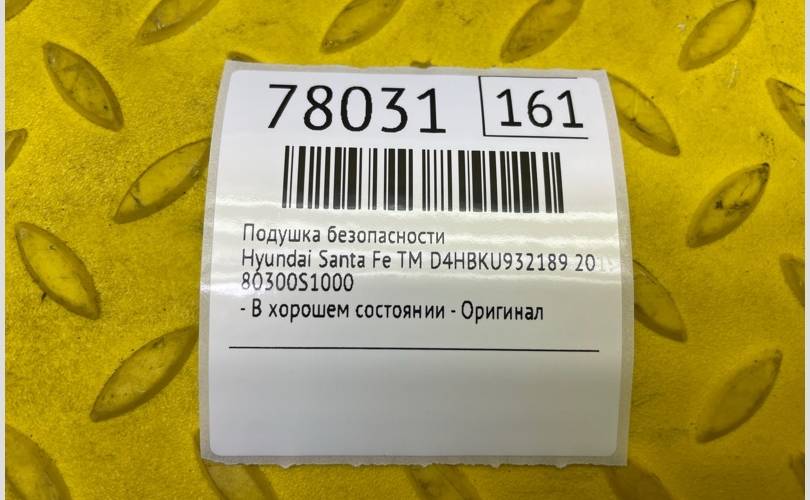 78031
161
Подушка безопасности
Hyundai Santa Fe TM D4HBKU932189 20
80300S1000
- В хорошем состоянии - Оригинал